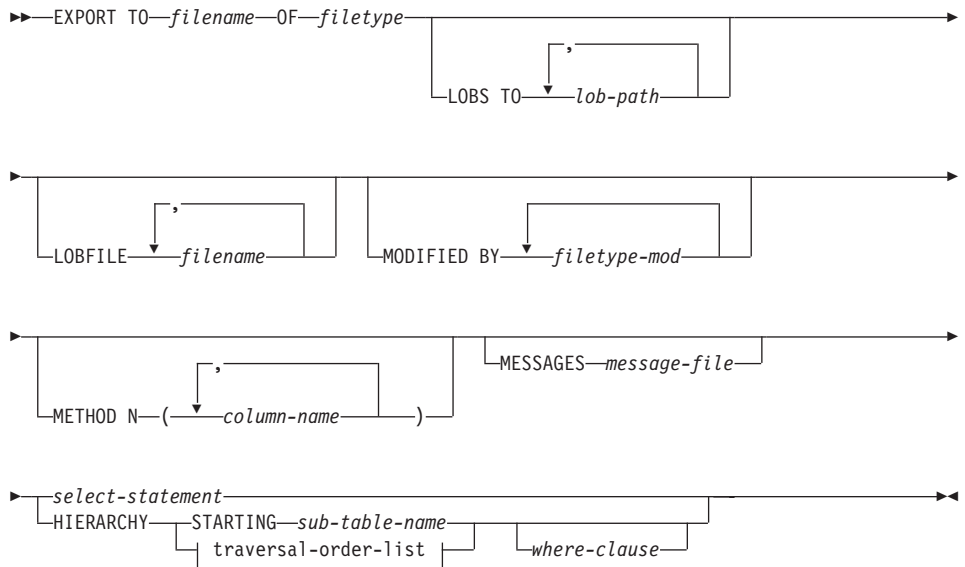 EXPORT TO filename OF filetype
,
LOBS TO lob-path
, 
LOBFILE filename MODIFIED BY filetype-mod
,
METHOD N ( column-name )
MESSAGES message-file
select-statement
HIERARCHY STARTING sub-table-name
traversal-order-list where-clause